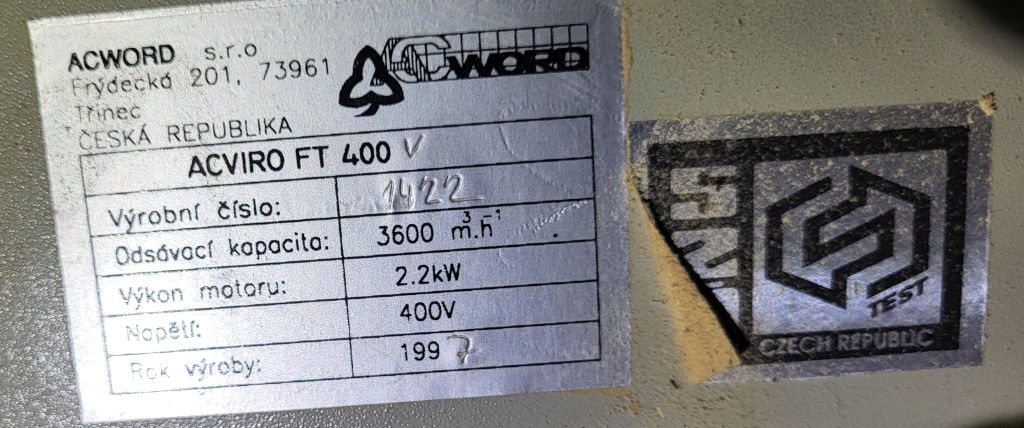 ACWORD s.r.o
Frýdecká 201, 73961
Třinec
ČESKÁ REPUBLIKA
ACWORD
ACVIRO FT 400 V
Výrobní číslo: 1422
Odsávací kapacita: 3600 m³.h⁻¹
Výkon motoru: 2.2kW
Napětí: 400V
Rok výroby: 1997
TEST
CZECH REPUBLIC